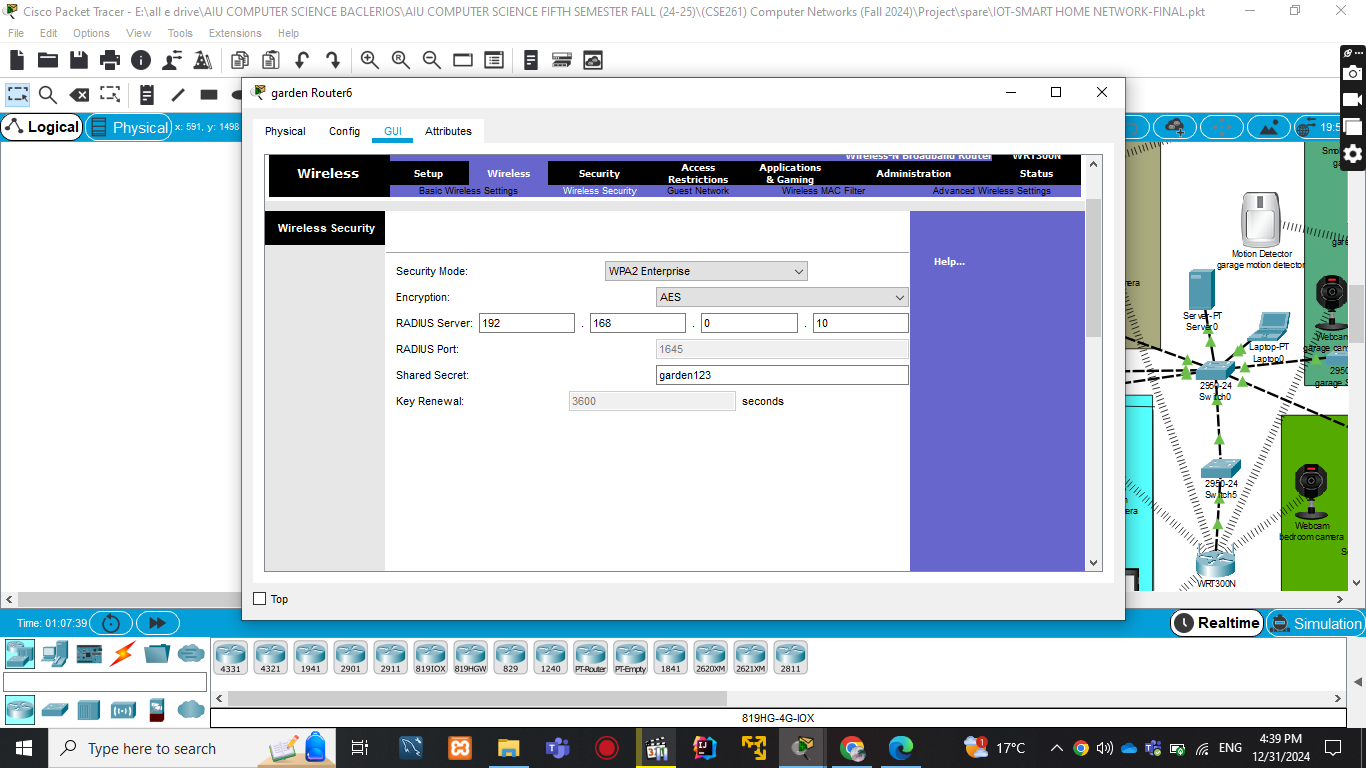 Cisco Packet Tracer - E:\all e drive\AIU COMPUTER SCIENCE BACLERIOS\AIU COMPUTER SCIENCE FIFTH SEMESTER FALL (24-25)\(CSE261) Computer Networks (Fall 2024)\Project\spare\IOT-SMART HOME NETWORK-FINAL.pkt
File Edit Options View Tools Extensions Help
garden Router6
Logical Physical x: 591, y: 1498
Physical Config GUI Attributes
Wireless-N Broadband Router WRT300N
Wireless
Setup Wireless Security Access Restrictions Applications & Gaming Administration Status
Basic Wireless Settings Wireless Security Guest Network Wireless MAC Filter Advanced Wireless Settings
Wireless Security
Help...
Security Mode: WPA2 Enterprise
Encryption: AES
RADIUS Server: 192 . 168 . 0 . 10
RADIUS Port: 1645
Shared Secret: garden123
Key Renewal: 3600 seconds
Top
Motion Detector
garage motion detector
Server-PT
Server0
Laptop-PT
Laptop0
Webcam
2950-24
Switch0
2950-24
Switch5
Webcam
bedroom camera
WRT300N
Time: 01:07:39
Realtime Simulation
4331 4321 1941 2901 2911 819IOX 819HGW 829 1240 PT-Router PT-Empty 1841 2620XM 2621XM 2811
819HG-4G-IOX
Type here to search
1
17°C
ENG
4:39 PM
12/31/2024